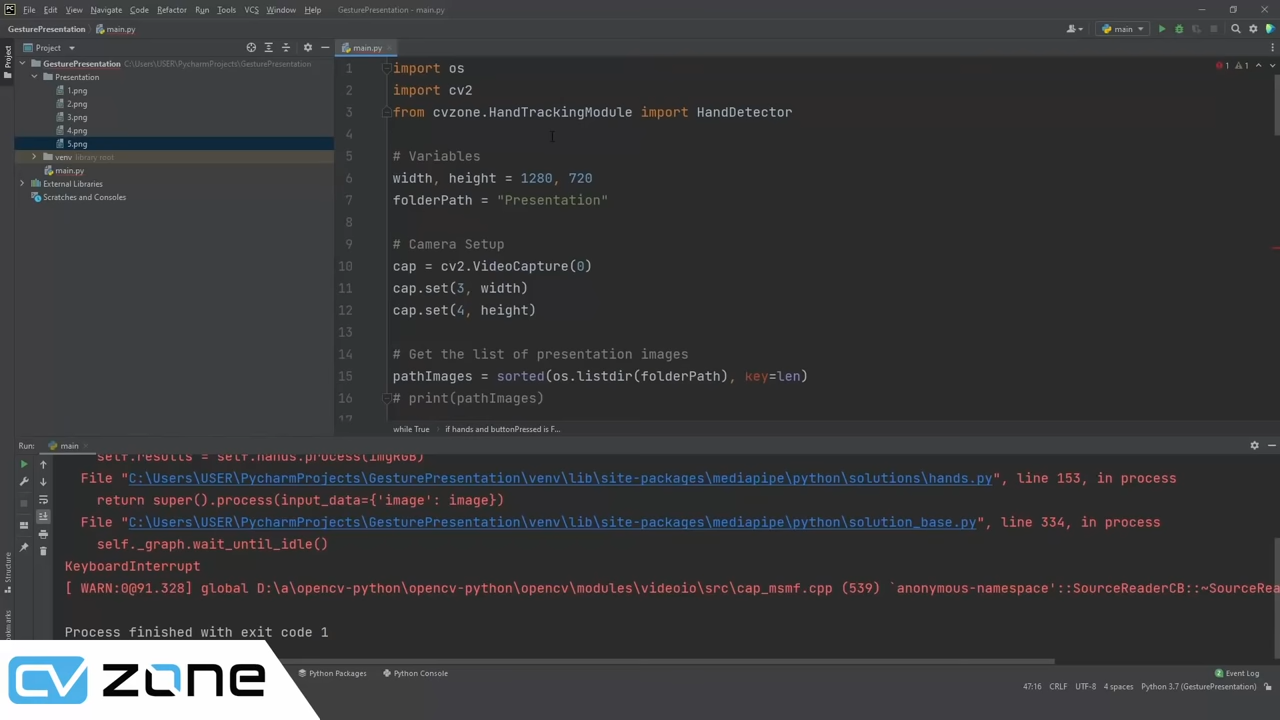 File Edit View Navigate Code Refactor Run Tools VCS Window Help GesturePresentation - main.py
GesturePresentation main.py
main
Project
main.py
Project
GesturePresentation C:\Users\USER\PycharmProjects\GesturePresentation
Presentation
1.png
2.png
3.png
4.png
5.png
venv library root
main.py
External Libraries
Scratches and Consoles
1 1
1 import os
2 import cv2
3 from cvzone.HandTrackingModule import HandDetector
4
5 # Variables
6 width, height = 1280, 720
7 folderPath = "Presentation"
8
9 # Camera Setup
10 cap = cv2.VideoCapture(0)
11 cap.set(3, width)
12 cap.set(4, height)
13
14 # Get the list of presentation images
15 pathImages = sorted(os.listdir(folderPath), key=len)
16 # print(pathImages)
17
while True if hands and buttonPressed is F...
Run: main
self.results = self.hands.process(imgRGB)
File "C:\Users\USER\PycharmProjects\GesturePresentation\venv\lib\site-packages\mediapipe\python\solutions\hands.py", line 153, in process
return super().process(input_data={'image': image})
File "C:\Users\USER\PycharmProjects\GesturePresentation\venv\lib\site-packages\mediapipe\python\solution_base.py", line 334, in process
self._graph.wait_until_idle()
KeyboardInterrupt
[ WARN:0@91.328] global D:\a\opencv-python\opencv-python\opencv\modules\videoio\src\cap_msmf.cpp (539) `anonymous-namespace'::SourceReaderCB::~SourceRea
Process finished with exit code 1
Structure
CVZONE
Python Packages Python Console
Event Log
47:16 CRLF UTF-8 4 spaces Python 3.7 (GesturePresentation)